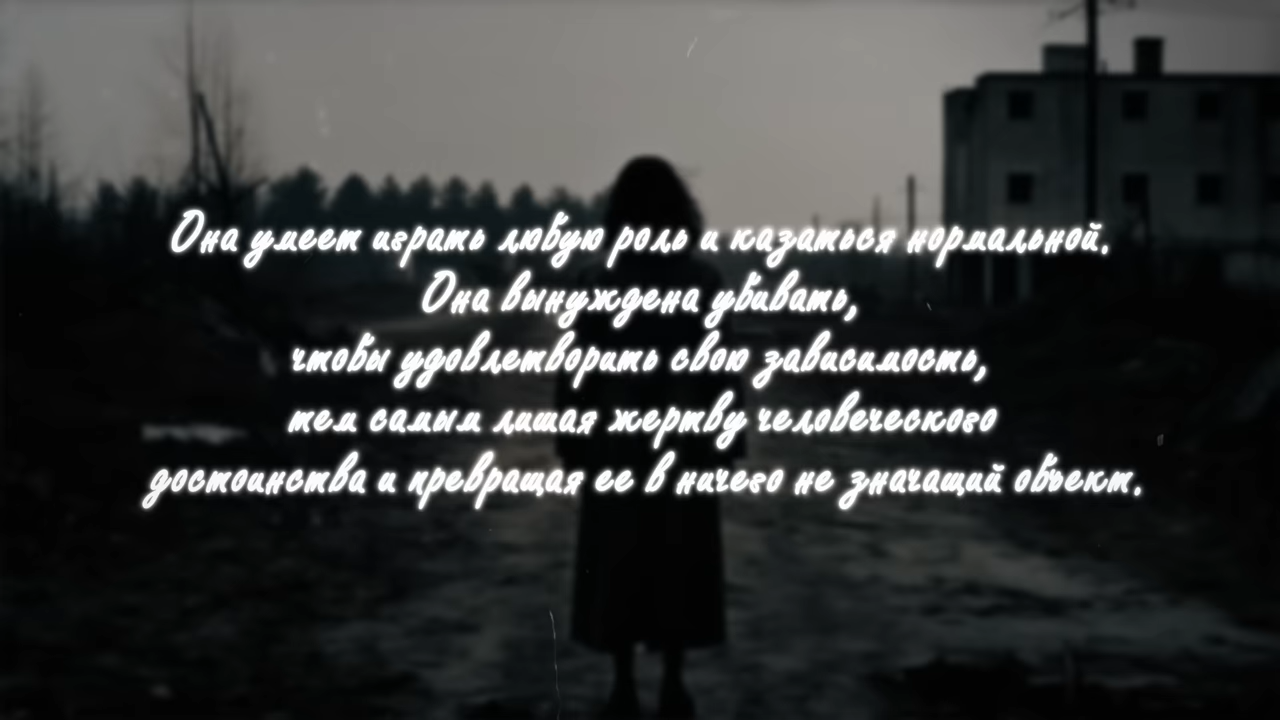 Она умеет играть любую роль и казаться нормальной.
Она вынуждена убивать,
чтобы удовлетворить свою зависимость,
тем самым лишая жертву человеческого
достоинства и превращая ее в ничего не значащий объект.